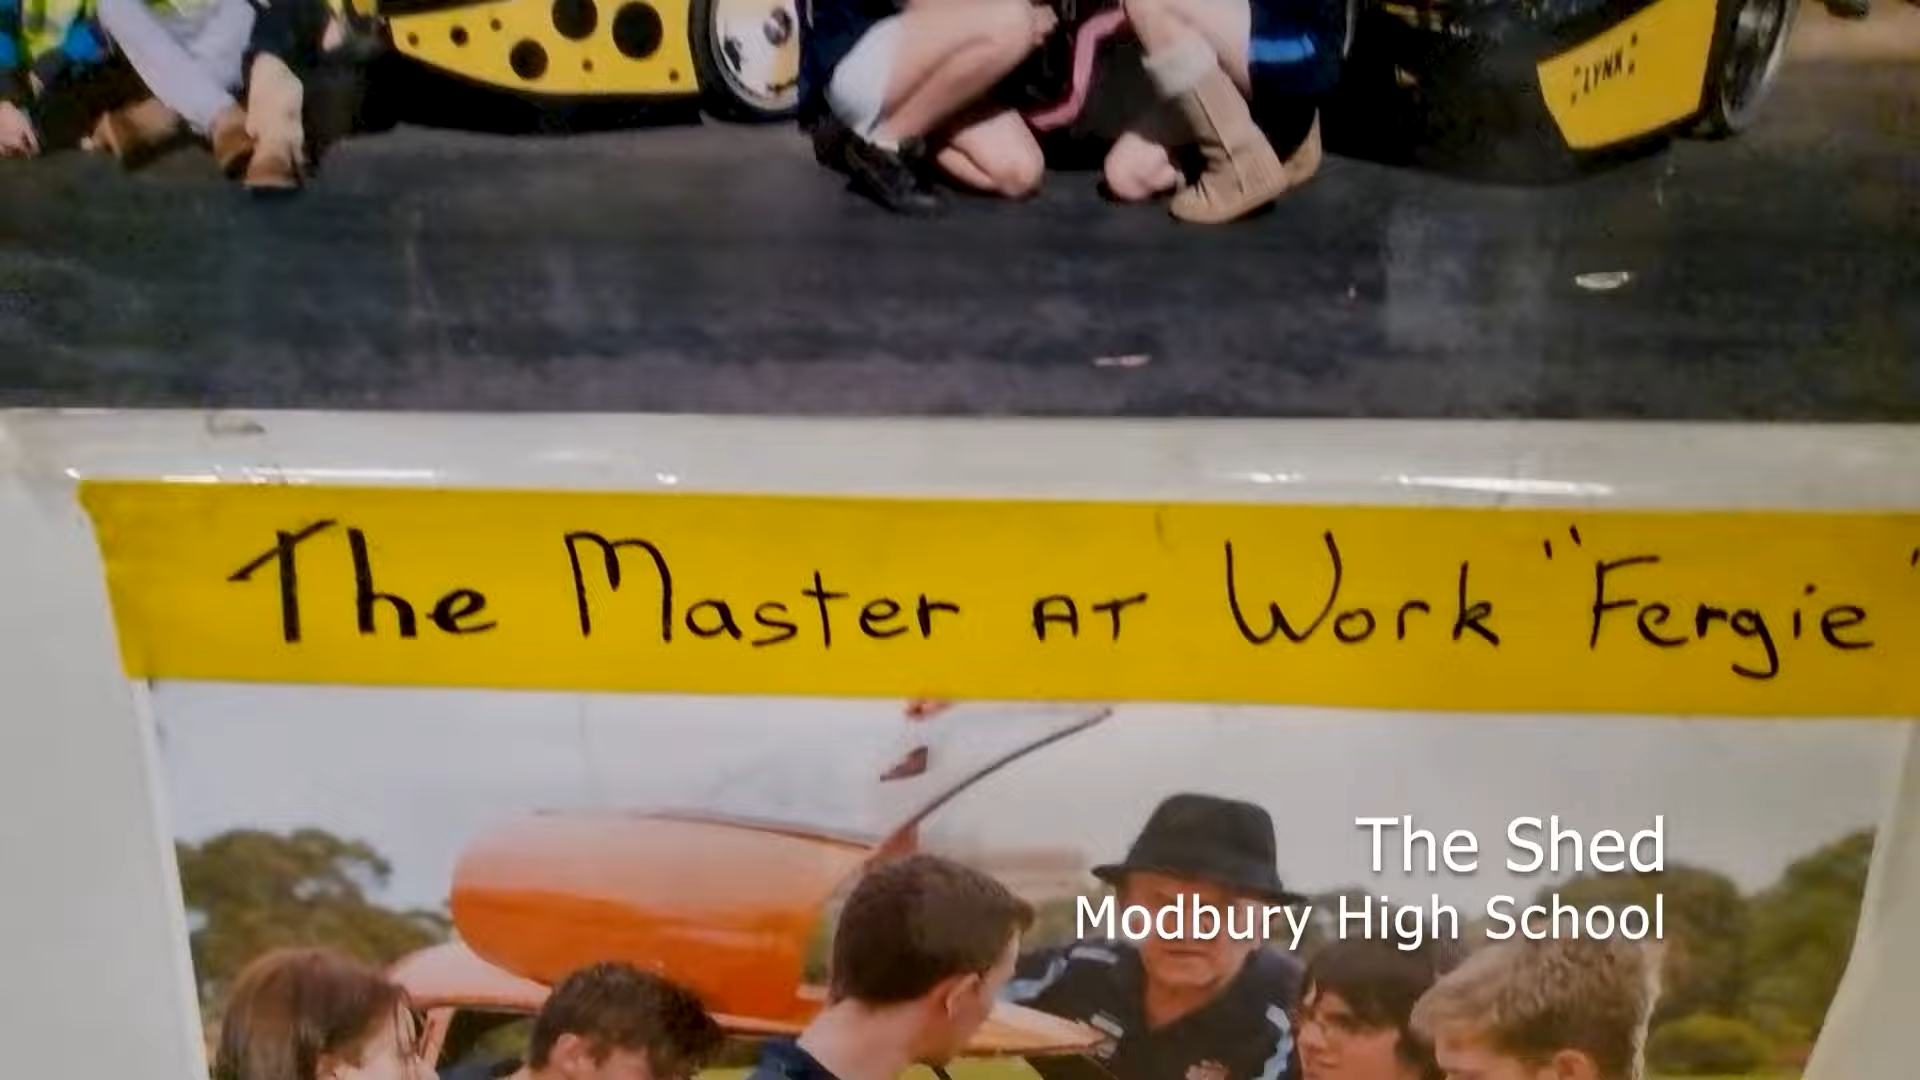 "LYNX"
The Master AT Work "Fergie"
The Shed
Modbury High School